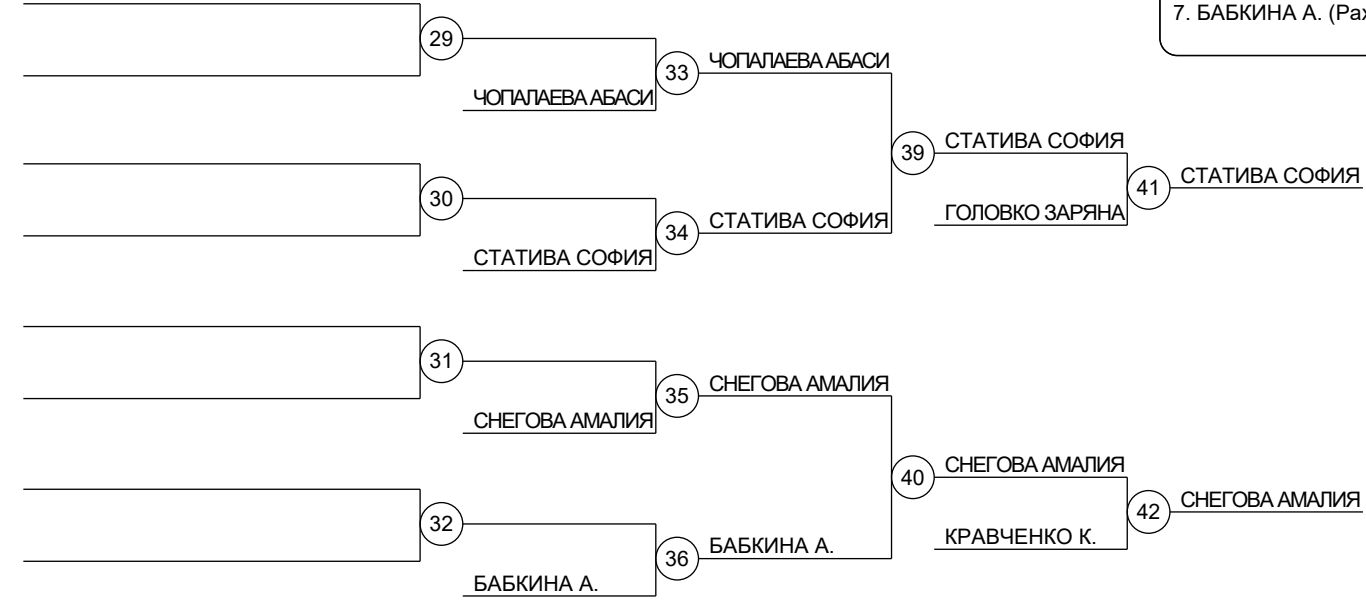 7. БАБКИНА А. (Рах
29
33
ЧОПАЛАЕВА АБАСИ
ЧОПАЛАЕВА АБАСИ
39
СТАТИВА СОФИЯ
41
СТАТИВА СОФИЯ
30
34
СТАТИВА СОФИЯ
ГОЛОВКО ЗАРЯНА
СТАТИВА СОФИЯ
31
35
СНЕГОВА АМАЛИЯ
СНЕГОВА АМАЛИЯ
40
СНЕГОВА АМАЛИЯ
42
СНЕГОВА АМАЛИЯ
32
36
БАБКИНА А.
КРАВЧЕНКО К.
БАБКИНА А.